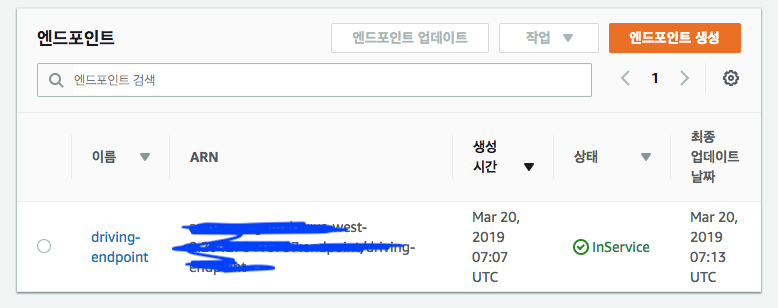 엔드포인트
엔드포인트 업데이트
작업
엔드포인트 생성
엔드포인트 검색
1
이름
ARN
생성
시간
상태
최종
업데이트
날짜
driving-
endpoint
west-
endpoint/driving-
endpoint
Mar 20,
2019
07:07
UTC
InService
Mar 20,
2019
07:13
UTC